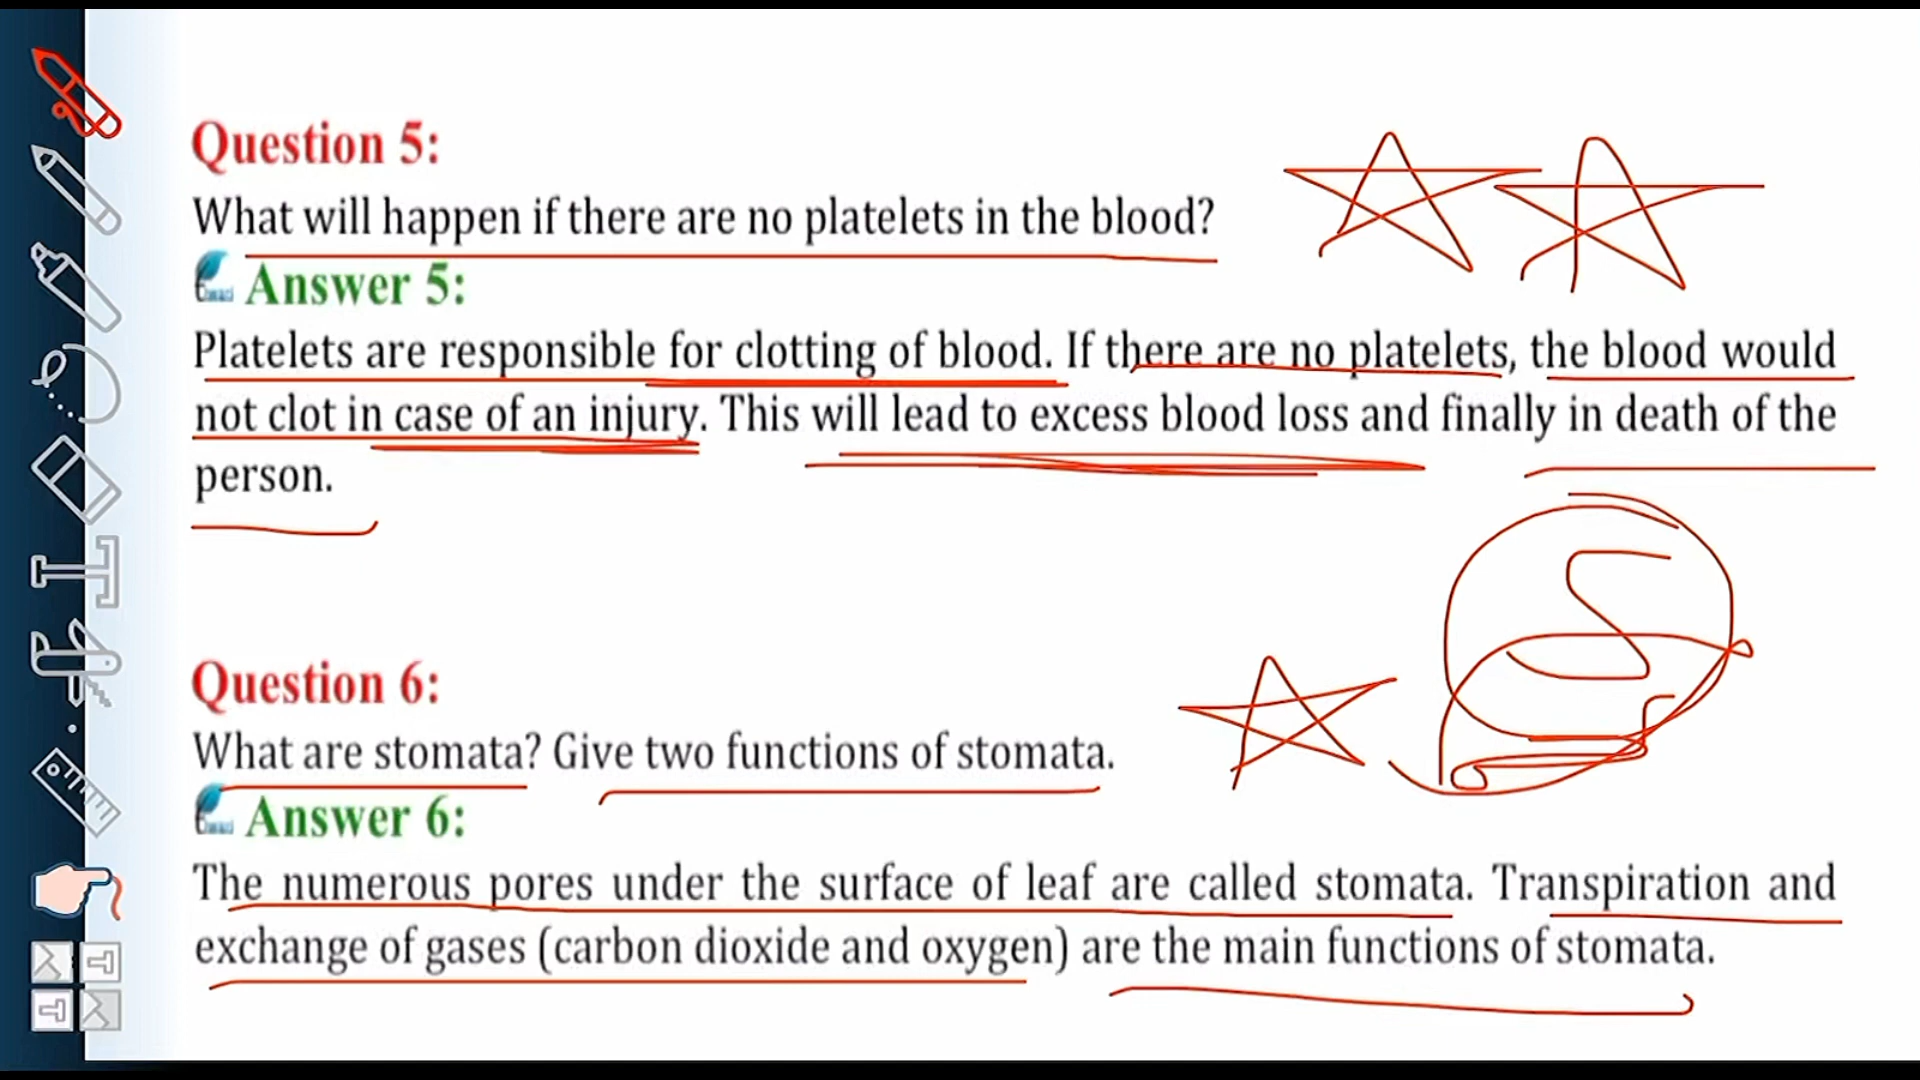 Question 5:
What will happen if there are no platelets in the blood?
Answer 5:
Platelets are responsible for clotting of blood. If there are no platelets, the blood would
not clot in case of an injury. This will lead to excess blood loss and finally in death of the
person.
Question 6:
What are stomata? Give two functions of stomata.
Answer 6:
The numerous pores under the surface of leaf are called stomata. Transpiration and
exchange of gases (carbon dioxide and oxygen) are the main functions of stomata.